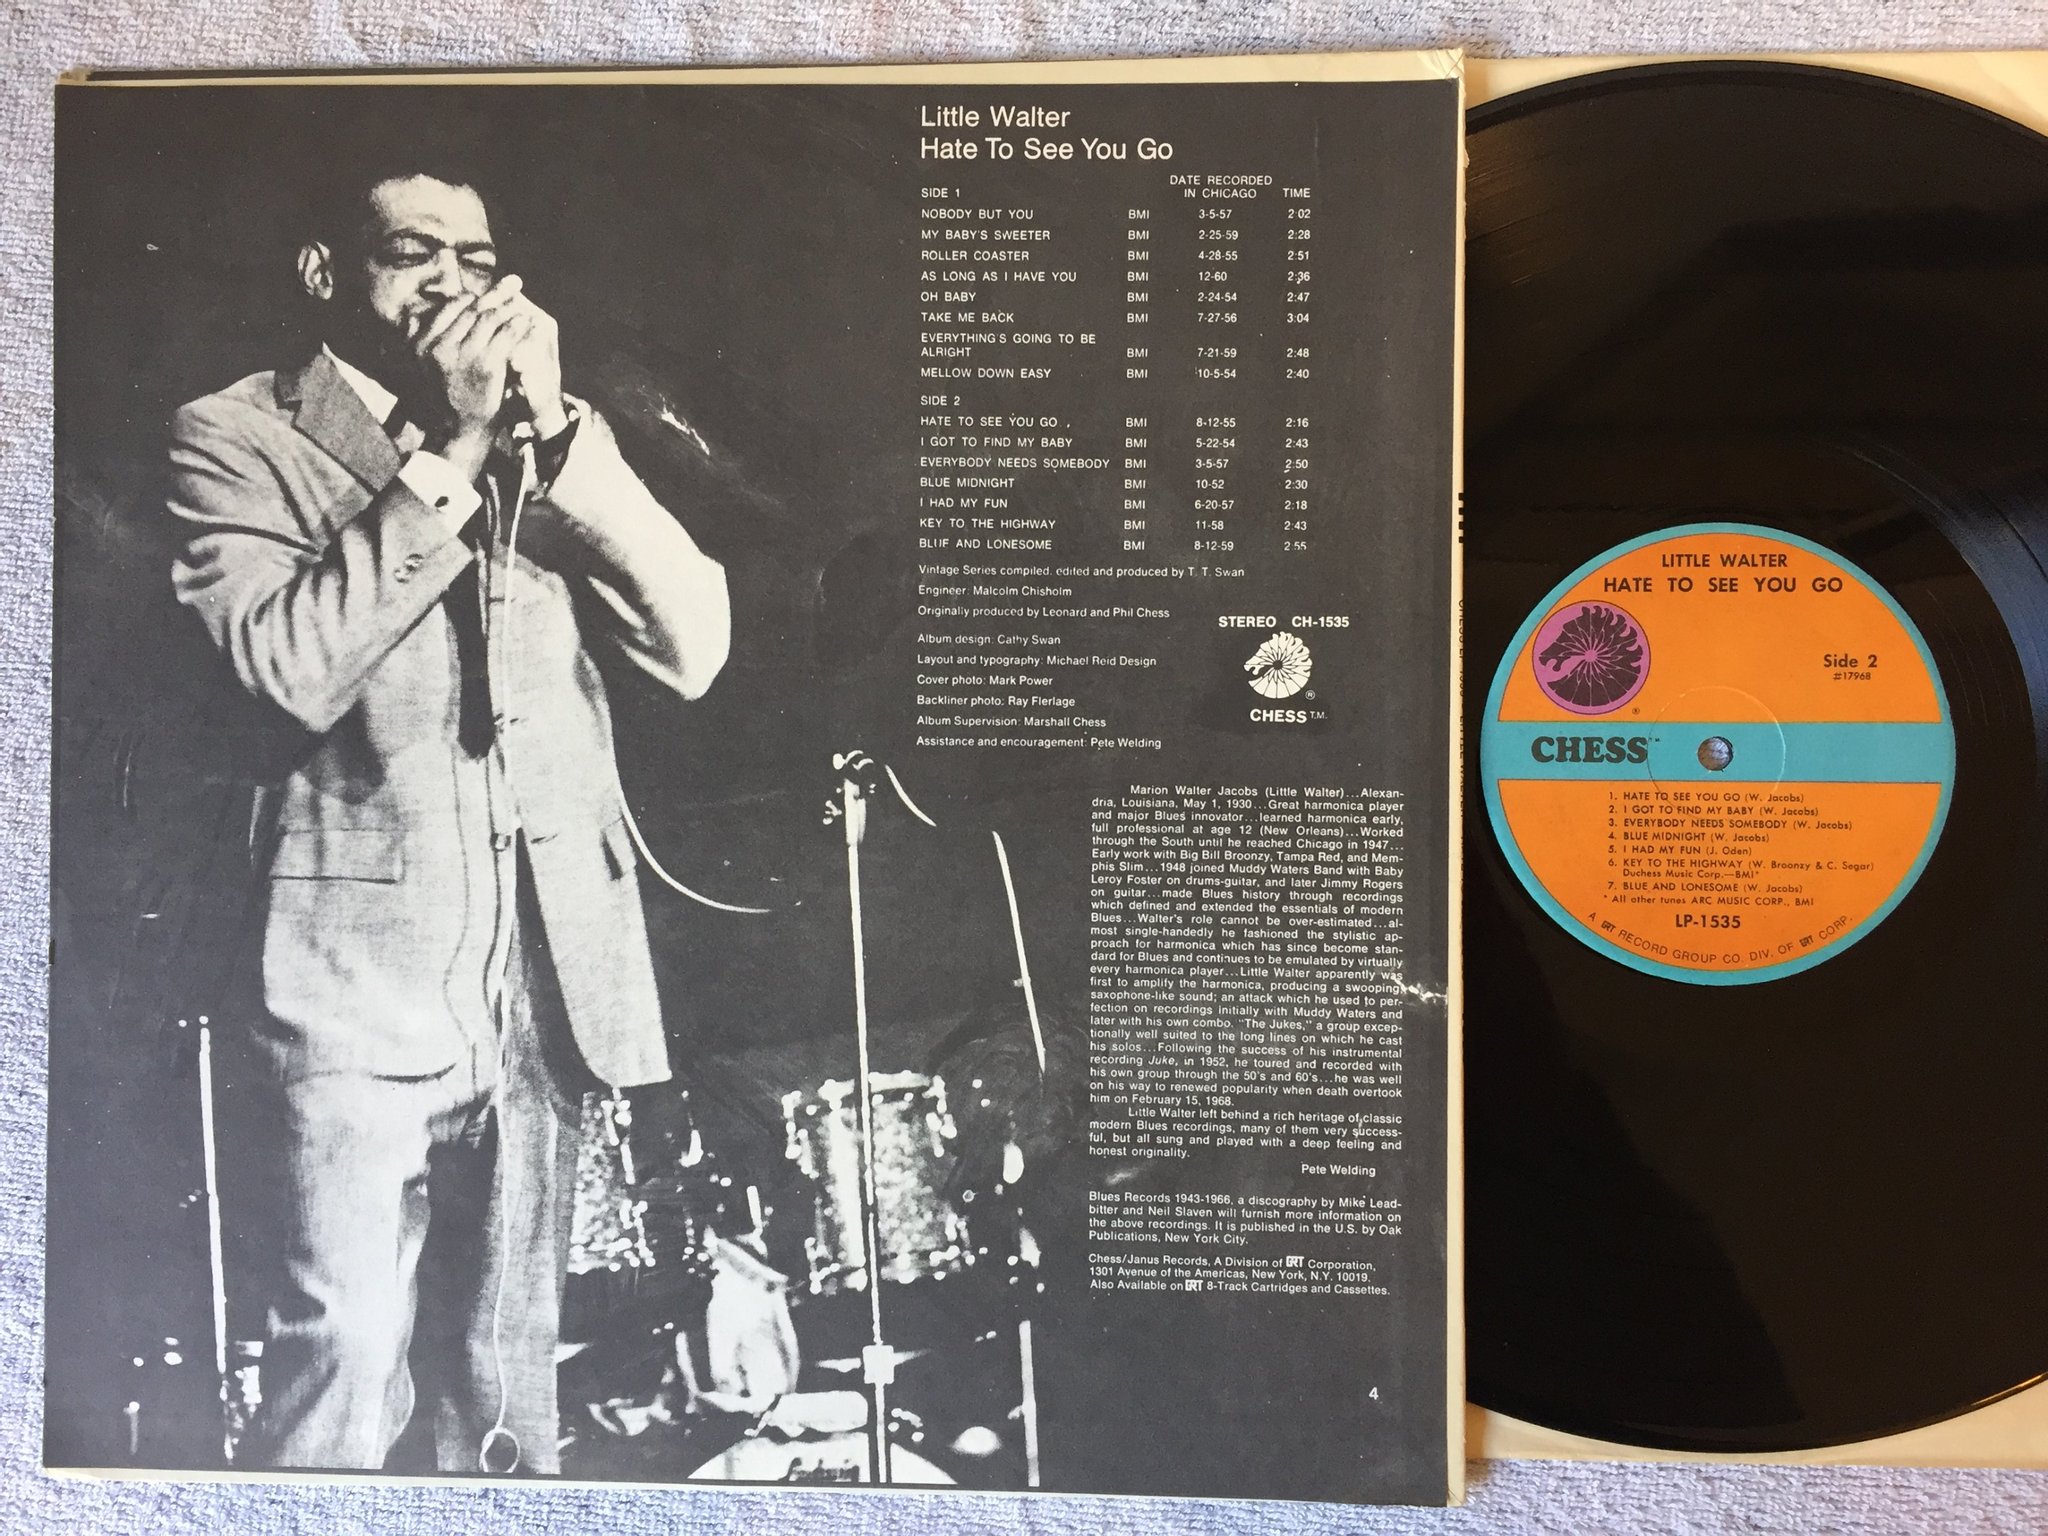 Little Walter
Hate To See You Go
DATE RECORDED
SIDE 1 IN CHICAGO TIME
NOBODY BUT YOU BMI 3-5-57 2:02
MY BABY'S SWEETER BMI 2-25-59 2:28
ROLLER COASTER BMI 4-28-55 2:51
AS LONG AS I HAVE YOU BMI 12-60 2:36
OH BABY BMI 2-24-54 2:47
TAKE ME BACK BMI 7-27-56 3:04
EVERYTHING'S GOING TO BE
ALRIGHT BMI 7-21-59 2:48
MELLOW DOWN EASY BMI 10-5-54 2:40
SIDE 2
HATE TO SEE YOU GO BMI 8-12-55 2:16
I GOT TO FIND MY BABY BMI 5-22-54 2:43
EVERYBODY NEEDS SOMEBODY BMI 3-5-57 2:50
BLUE MIDNIGHT BMI 10-52 2:30
I HAD MY FUN BMI 6-20-57 2:18
KEY TO THE HIGHWAY BMI 11-58 2:43
BLUE AND LONESOME BMI 8-12-59 2:55
Vintage Series compiled, edited and produced by T. T. Swan
Engineer: Malcolm Chisholm
Originally produced by Leonard and Phil Chess
Album design: Cathy Swan
Layout and typography: Michael Reid Design
Cover photo: Mark Power
Backliner photo: Ray Flerlage
Album Supervision: Marshall Chess
Assistance and encouragement: Pete Welding
STEREO CH-1535
®
CHESS T.M.
Marion Walter Jacobs (Little Walter)...Alexan-
dria, Louisiana, May 1, 1930...Great harmonica player
and major Blues innovator...learned harmonica early,
full professional at age 12 (New Orleans)...Worked
through the South until he reached Chicago in 1947...
Early work with Big Bill Broonzy, Tampa Red, and Mem-
phis Slim...1948 joined Muddy Waters Band with Baby
Leroy Foster on drums-guitar, and later Jimmy Rogers
on guitar...made Blues history through recordings
which defined and extended the essentials of modern
Blues...Walter's role cannot be over-estimated...al-
most single-handedly he fashioned the stylistic ap-
proach for harmonica which has since become stan-
dard for Blues and continues to be emulated by virtually
every harmonica player...Little Walter apparently was
first to amplify the harmonica, producing a swooping,
saxophone-like sound; an attack which he used to per-
fection on recordings initially with Muddy Waters and
later with his own combo, "The Jukes," a group excep-
tionally well suited to the long lines on which he cast
his solos...Following the success of his instrumental
recording Juke, in 1952, he toured and recorded with
his own group through the 50's and 60's...he was well
on his way to renewed popularity when death overtook
him on February 15, 1968.
Little Walter left behind a rich heritage of classic
modern Blues recordings, many of them very success-
ful, but all sung and played with a deep feeling and
honest originality.
Pete Welding
Blues Records 1943-1966, a discography by Mike Lead-
bitter and Neil Slaven will furnish more information on
the above recordings. It is published in the U.S. by Oak
Publications, New York City.
Chess/Janus Records, A Division of GRT Corporation,
1301 Avenue of the Americas, New York, N.Y. 10019.
Also Available on GRT 8-Track Cartridges and Cassettes.
4
LITTLE WALTER
HATE TO SEE YOU GO
Side 2
#17968
®
CHESS TM
1. HATE TO SEE YOU GO (W. Jacobs)
2. I GOT TO FIND MY BABY (W. Jacobs)
3. EVERYBODY NEEDS SOMEBODY (W. Jacobs)
4. BLUE MIDNIGHT (W. Jacobs)
5. I HAD MY FUN (J. Oden)
6. KEY TO THE HIGHWAY (W. Broonzy & C. Segar)
Duchess Music Corp.—BMI*
7. BLUE AND LONESOME (W. Jacobs)
* All other tunes ARC MUSIC CORP., BMI
LP-1535
A GRT RECORD GROUP CO. DIV. OF GRT CORP.